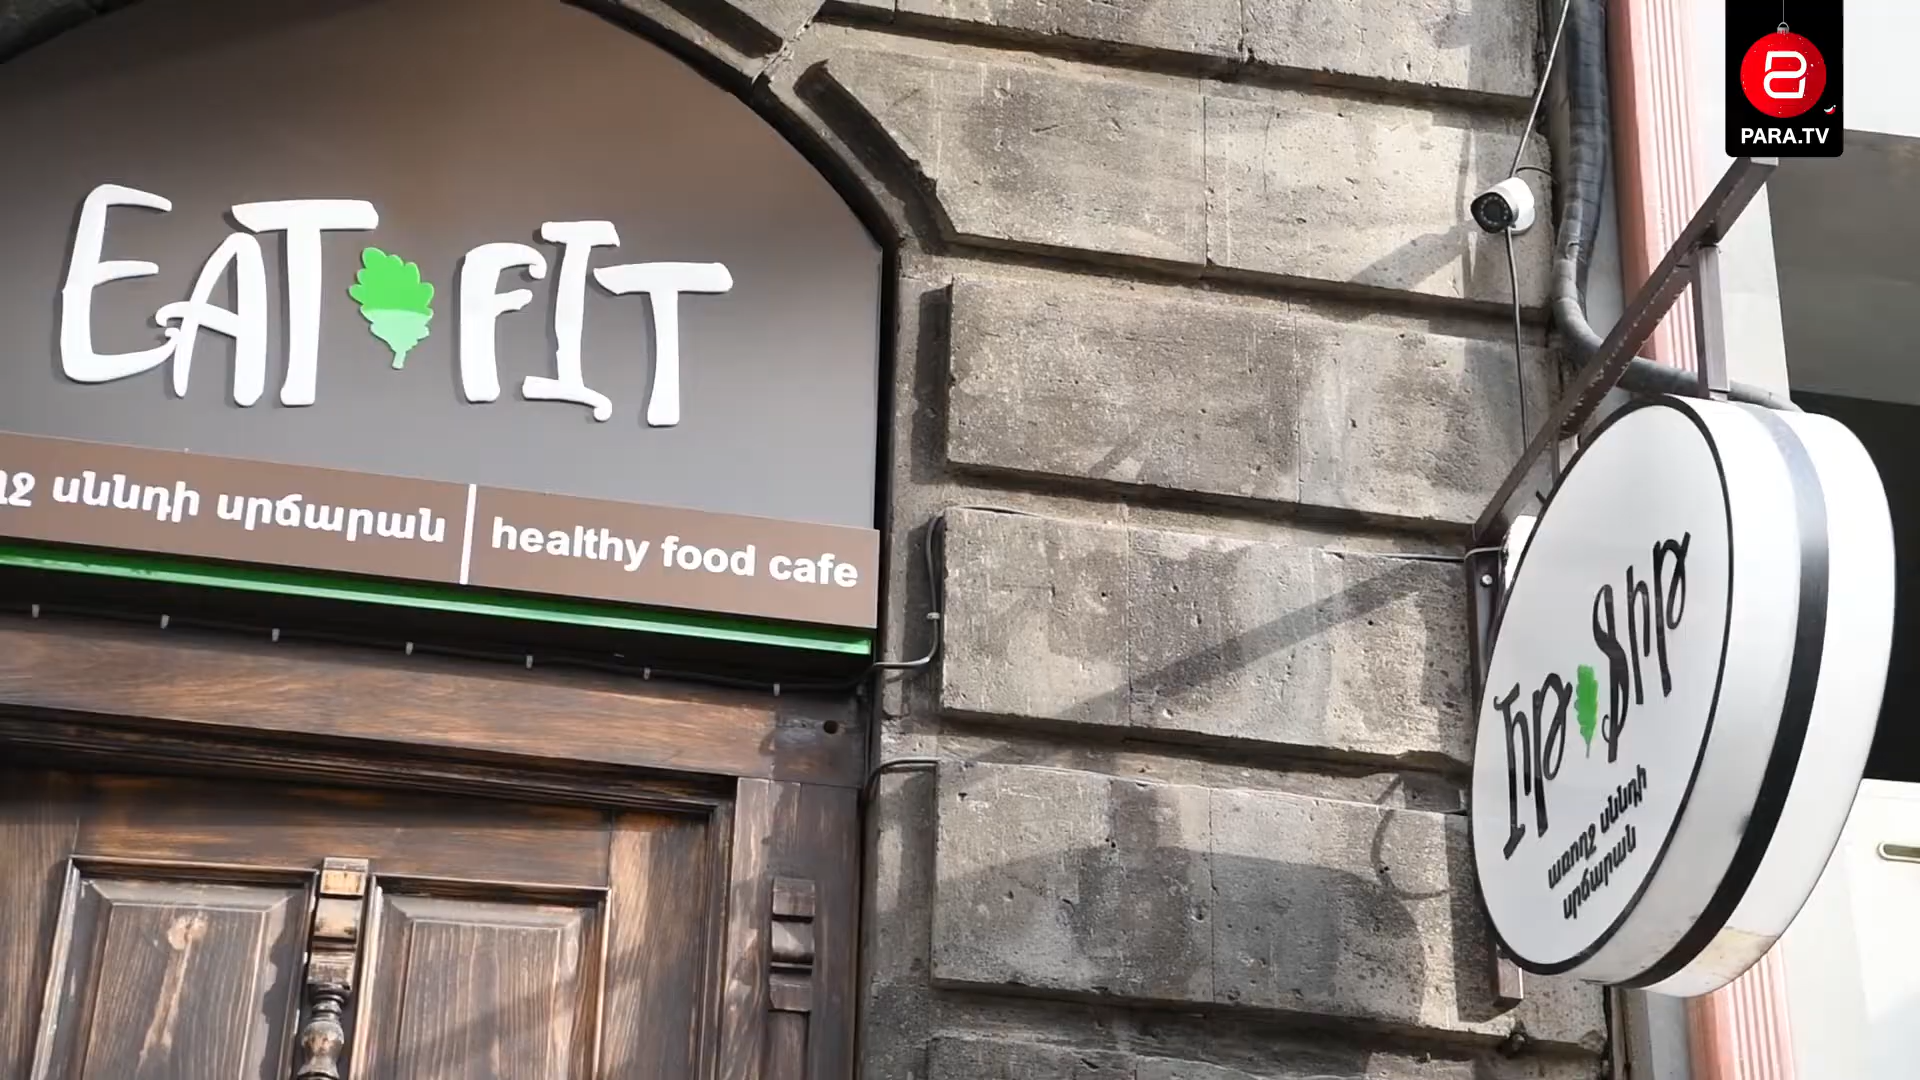 EAT FIT
սննդի սրճարան | healthy food cafe
PARA.TV
Իթ Ֆիթ
առողջ սննդի
սրճարան